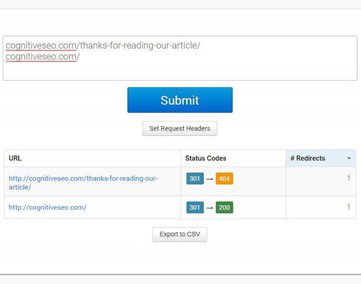 cognitiveseo.com/thanks-for-reading-our-article/
cognitiveseo.com/
Submit
Set Request Headers
URL Status Codes # Redirects
http://cognitiveseo.com/thanks-for-reading-our-
article/ 301 → 404 1
http://cognitiveseo.com/ 301 → 200 1
Export to CSV